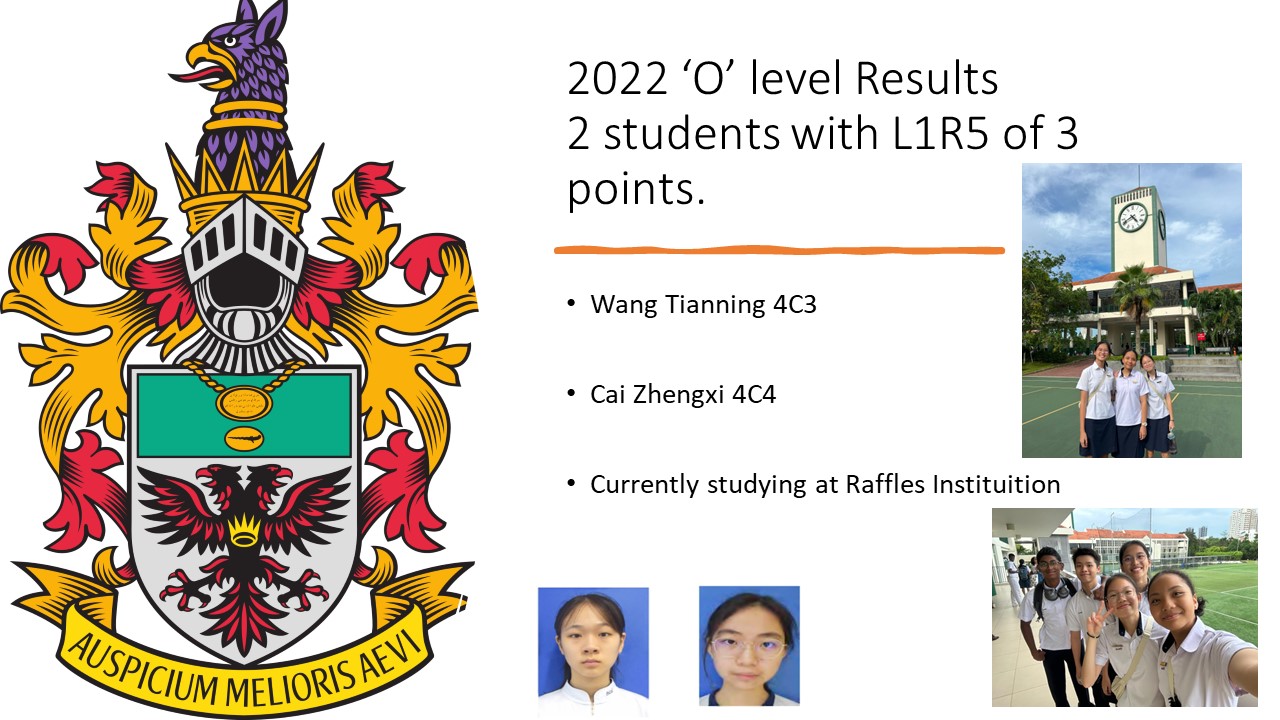 2022 ‘O’ level Results
2 students with L1R5 of 3
points.
• Wang Tianning 4C3
• Cai Zhengxi 4C4
• Currently studying at Raffles Instituition
AUSPICIUM MELIORIS AEVI